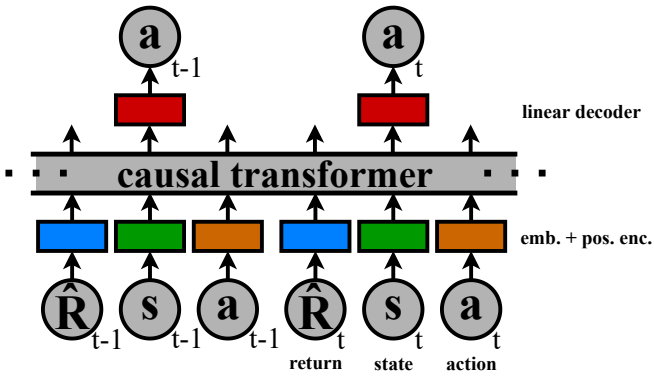 a t-1 a t
linear decoder
· · · causal transformer · · ·
emb. + pos. enc.
R̂ t-1 s t-1 a t-1 R̂ t s t a t
return state action